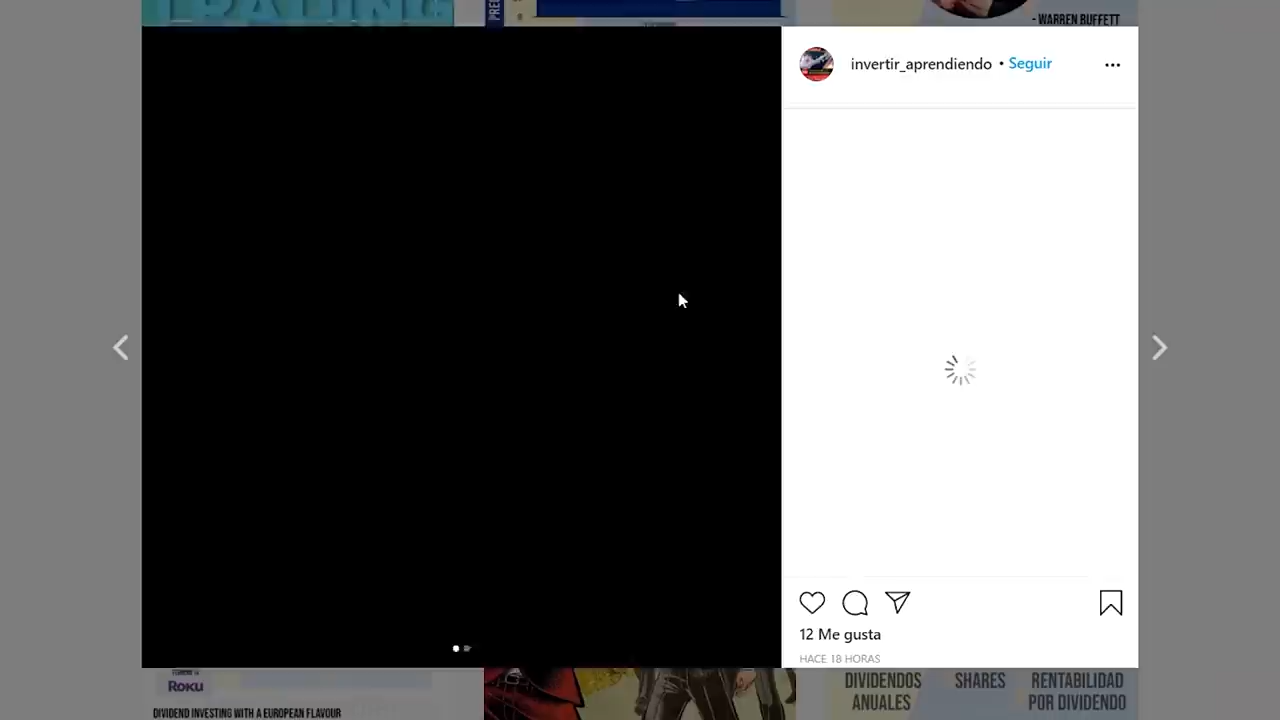 TRADING
- WARREN BUFFETT
invertir_aprendiendo • Seguir
12 Me gusta
HACE 18 HORAS
ROKU
DIVIDEND INVESTING WITH A EUROPEAN FLAVOUR
DIVIDENDOS
ANUALES
SHARES
RENTABILIDAD
POR DIVIDENDO